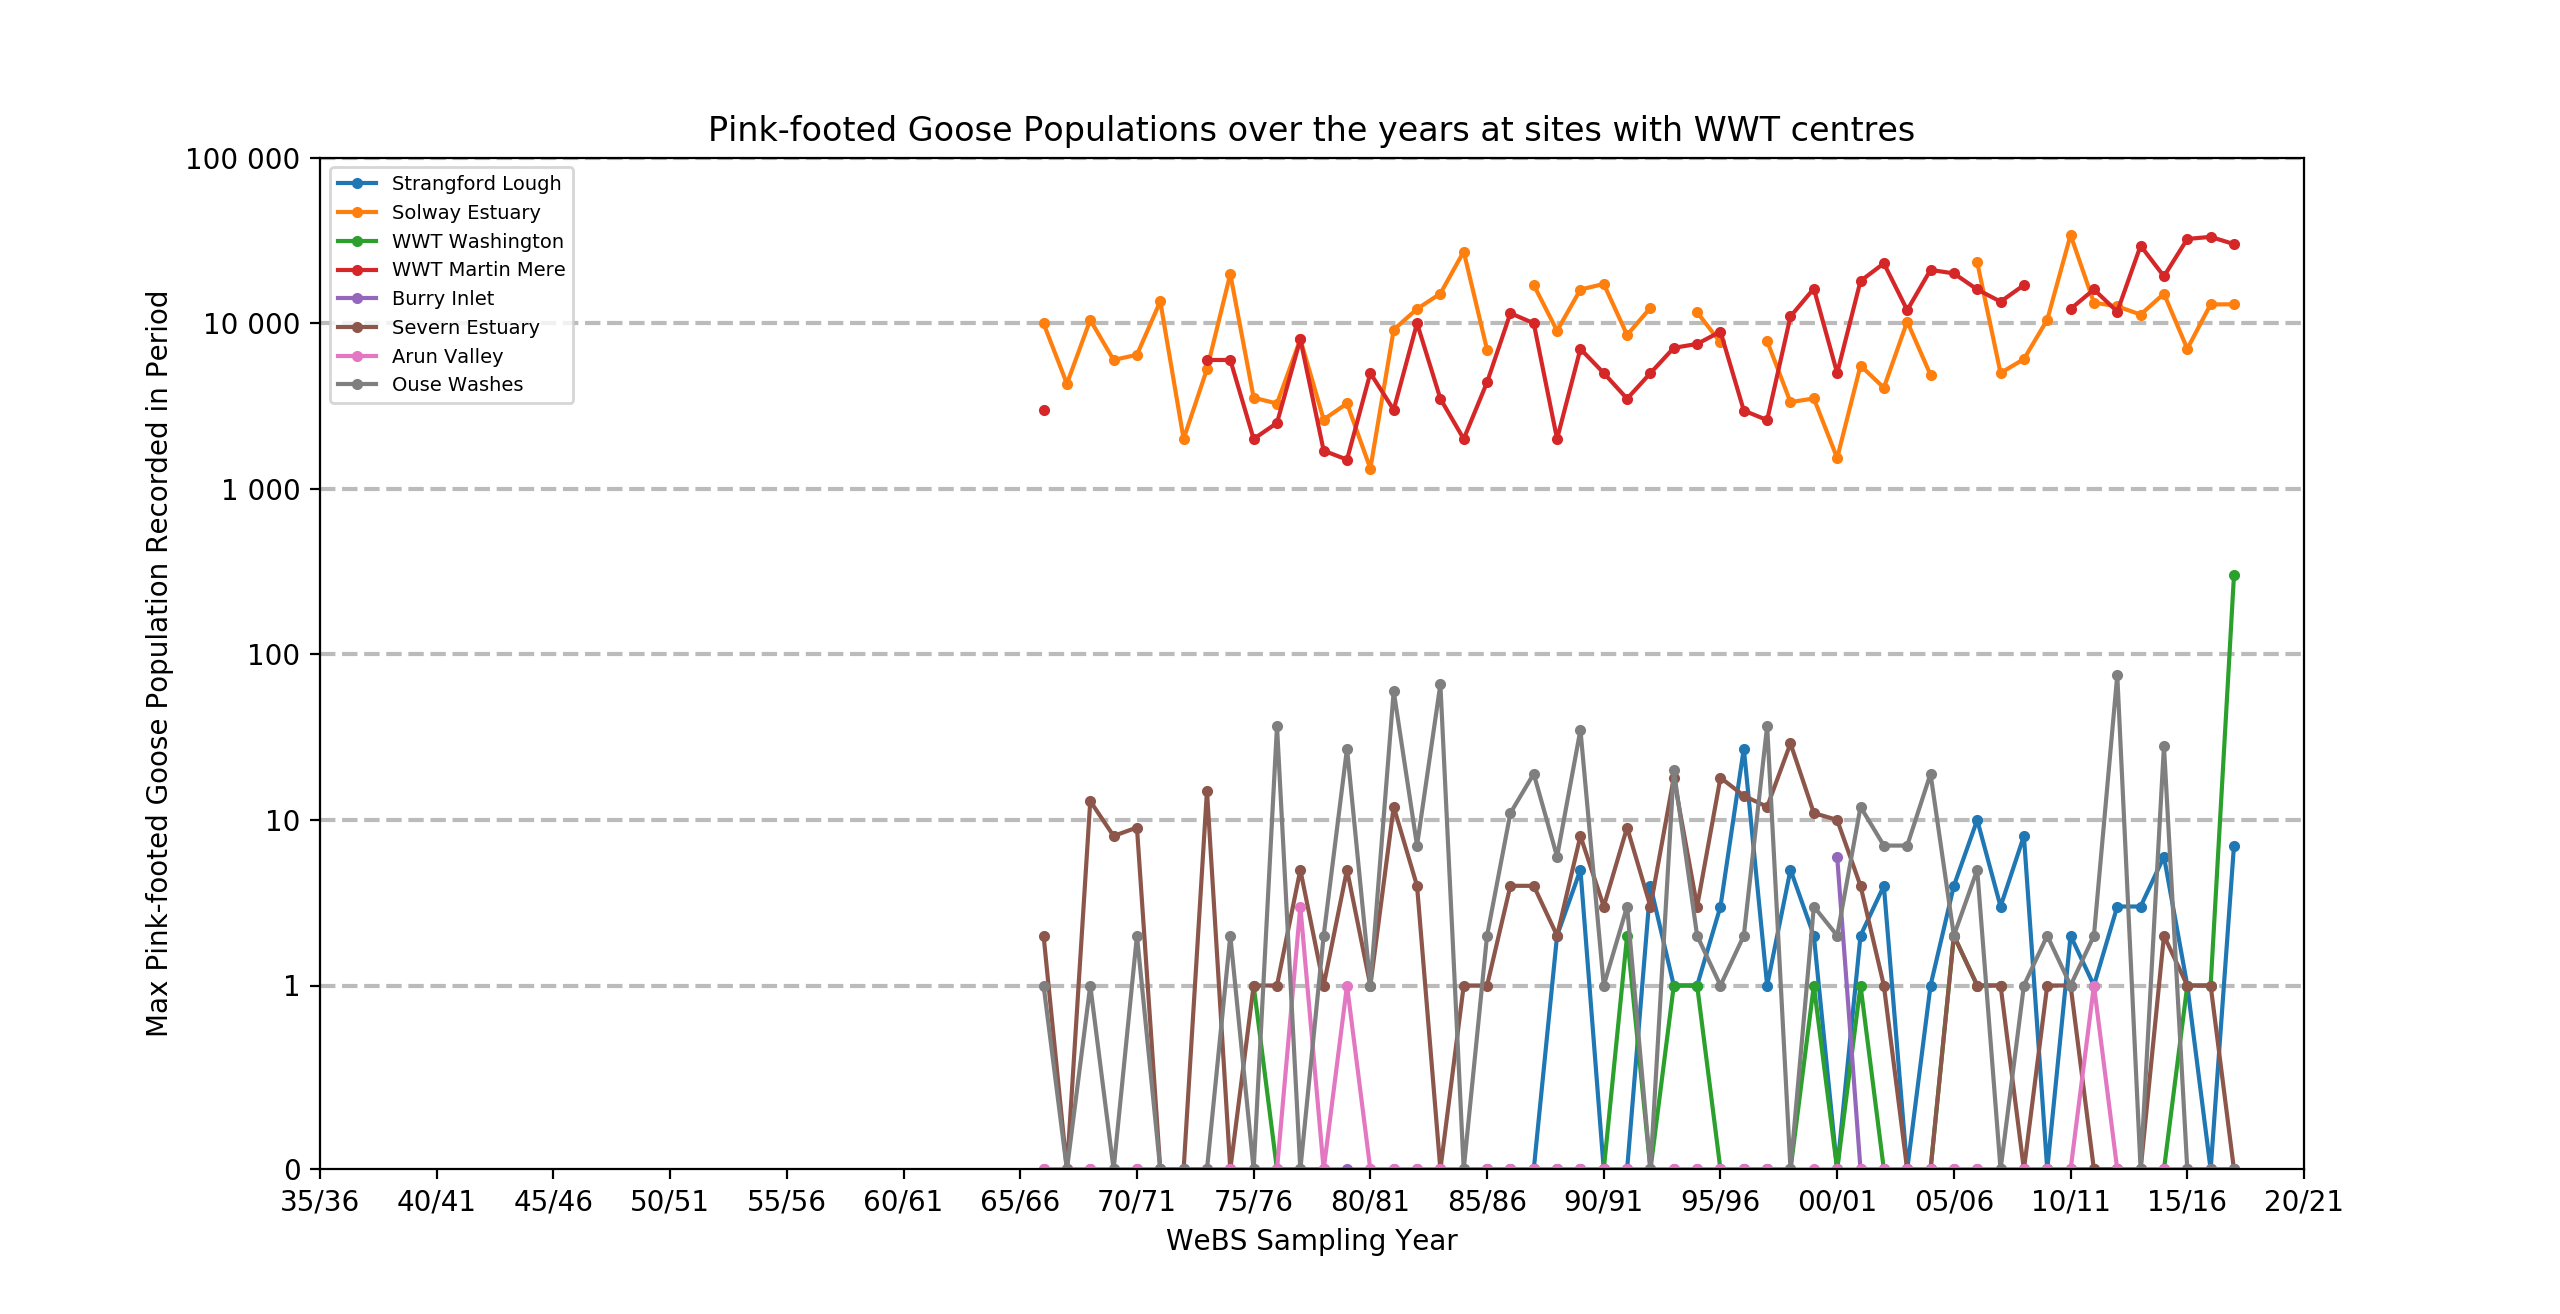 Pink-footed Goose Populations over the years at sites with WWT centres
Max Pink-footed Goose Population Recorded in Period
100 000
10 000
1 000
100
10
1
0
Strangford Lough
Solway Estuary
WWT Washington
WWT Martin Mere
Burry Inlet
Severn Estuary
Arun Valley
Ouse Washes
35/36 40/41 45/46 50/51 55/56 60/61 65/66 70/71 75/76 80/81 85/86 90/91 95/96 00/01 05/06 10/11 15/16 20/21
WeBS Sampling Year